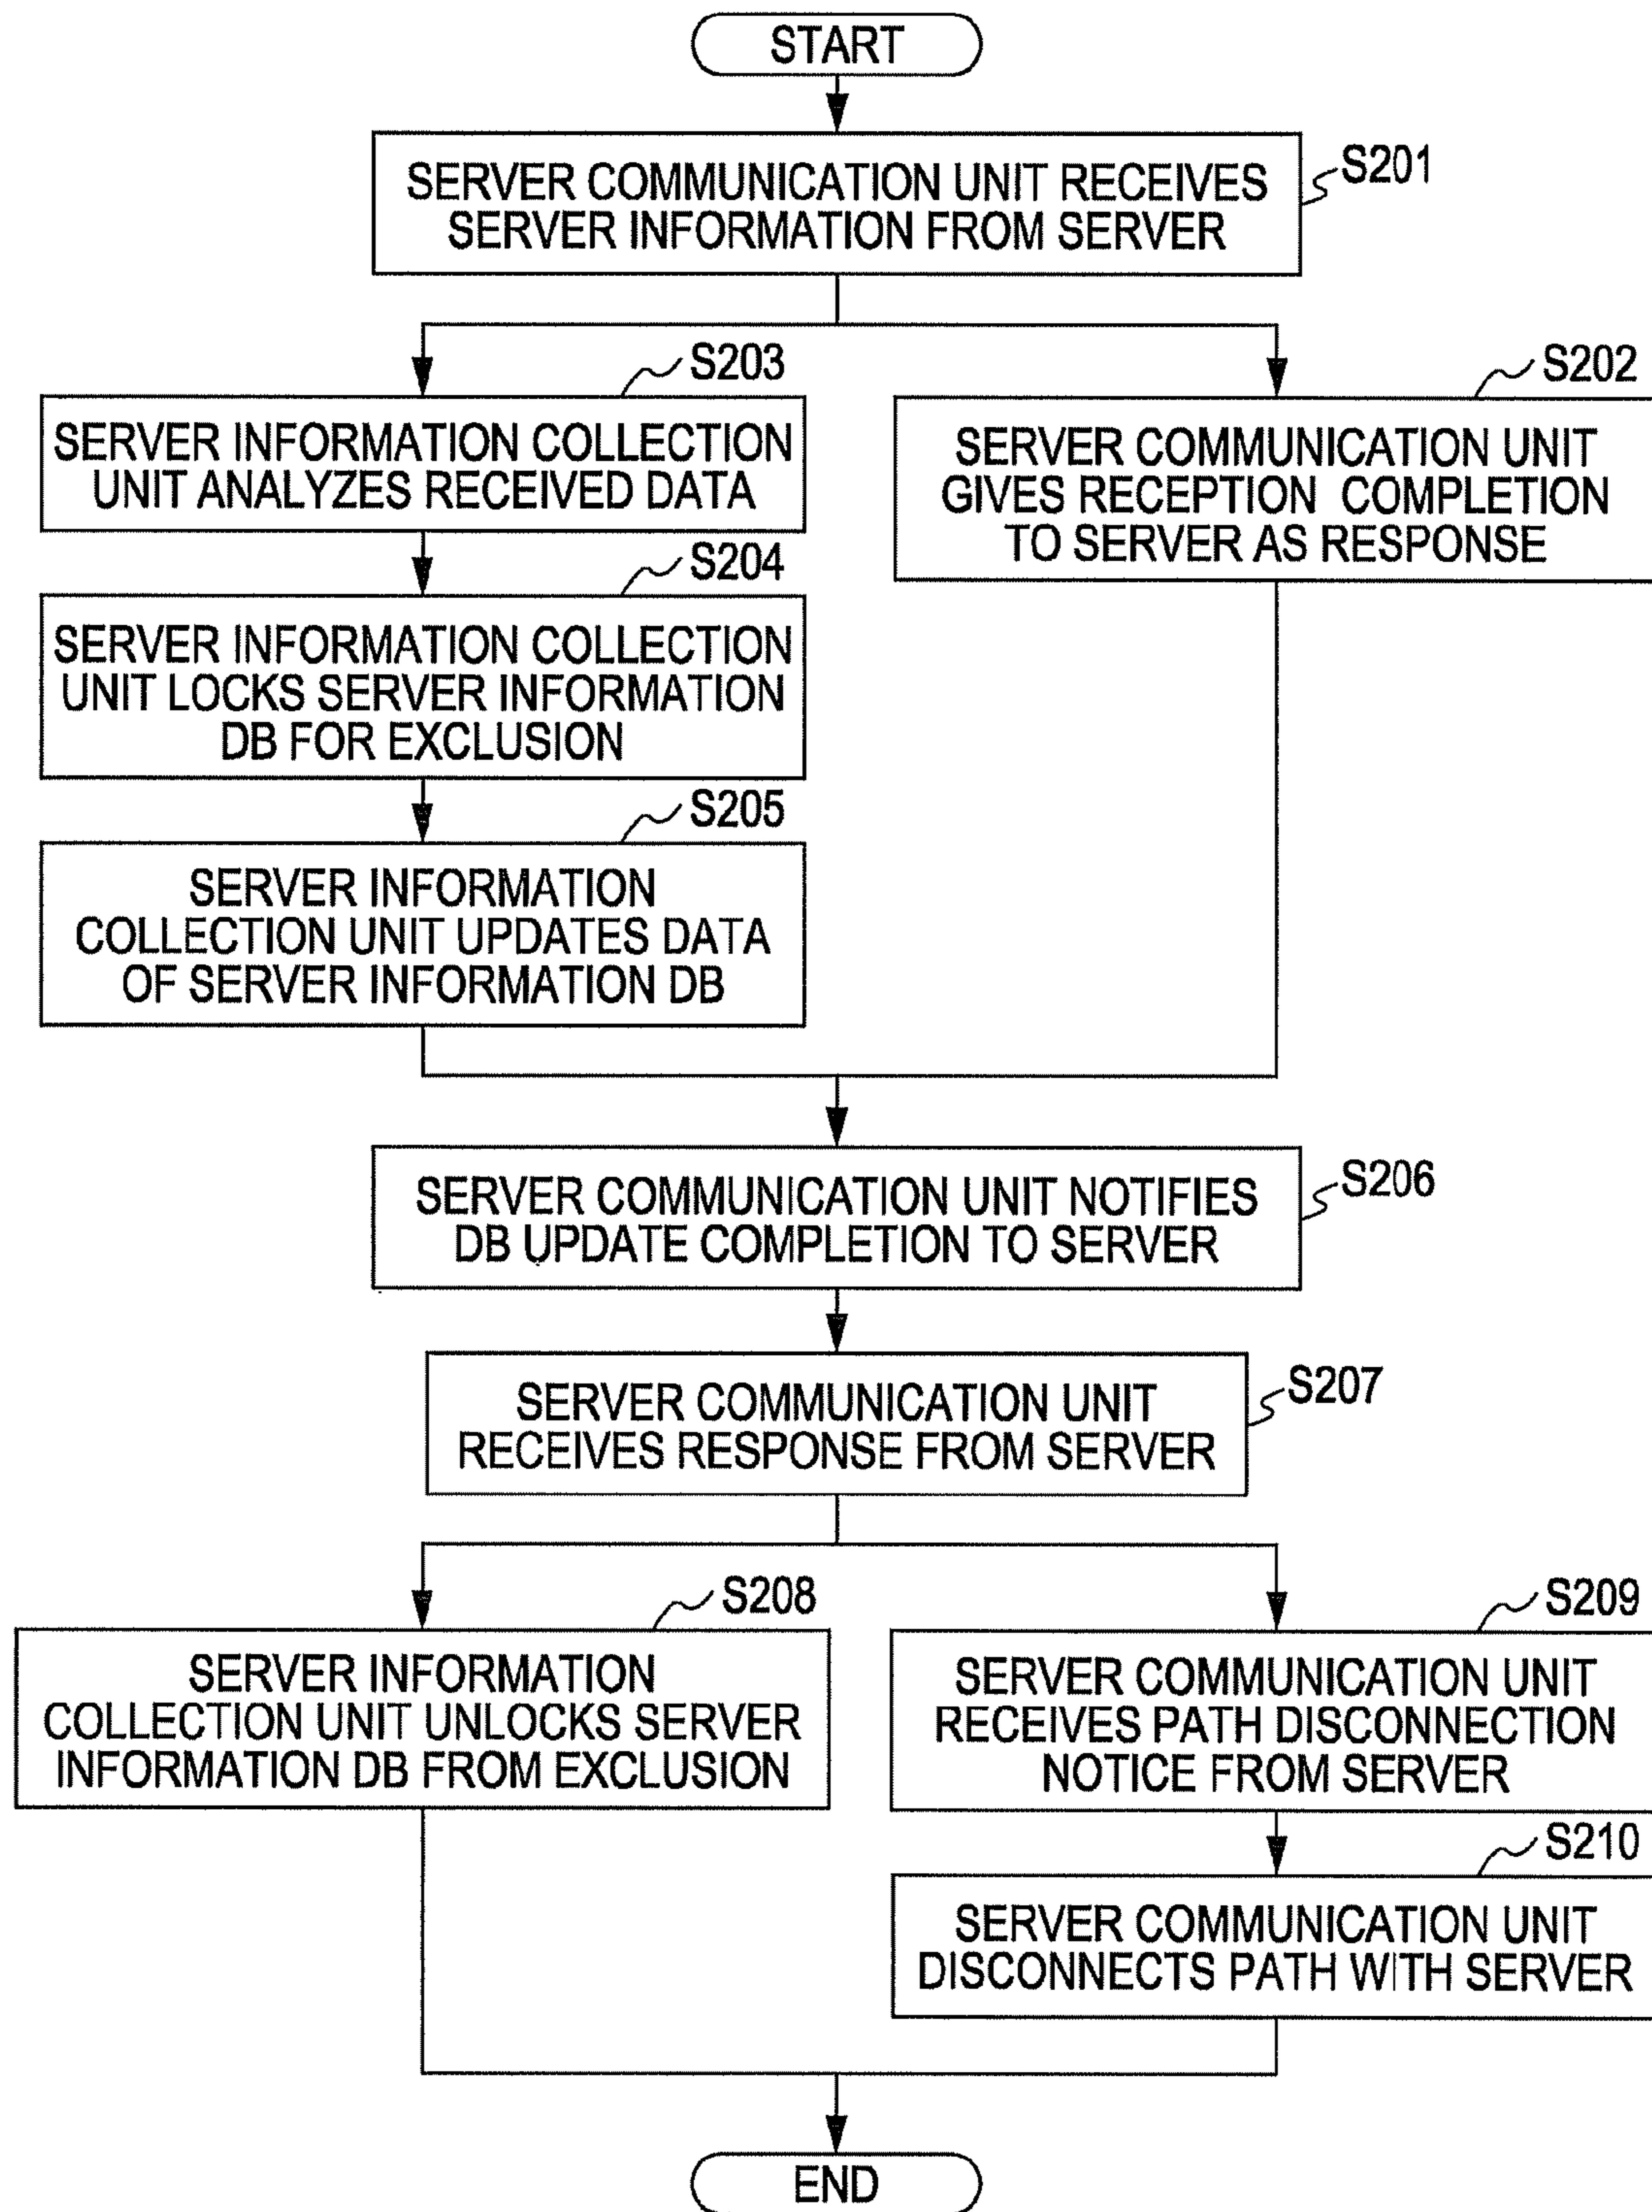 START
SERVER COMMUNICATION UNIT RECEIVES
SERVER INFORMATION FROM SERVER
S201
S203
SERVER INFORMATION COLLECTION
UNIT ANALYZES RECEIVED DATA
S202
SERVER COMMUNICATION UNIT
GIVES RECEPTION COMPLETION
TO SERVER AS RESPONSE
S204
SERVER INFORMATION COLLECTION
UNIT LOCKS SERVER INFORMATION
DB FOR EXCLUSION
S205
SERVER INFORMATION
COLLECTION UNIT UPDATES DATA
OF SERVER INFORMATION DB
SERVER COMMUNICATION UNIT NOTIFIES
DB UPDATE COMPLETION TO SERVER
S206
SERVER COMMUNICATION UNIT
RECEIVES RESPONSE FROM SERVER
S207
S208
SERVER INFORMATION
COLLECTION UNIT UNLOCKS SERVER
INFORMATION DB FROM EXCLUSION
S209
SERVER COMMUNICATION UNIT
RECEIVES PATH DISCONNECTION
NOTICE FROM SERVER
S210
SERVER COMMUNICATION UNIT
DISCONNECTS PATH WITH SERVER
END